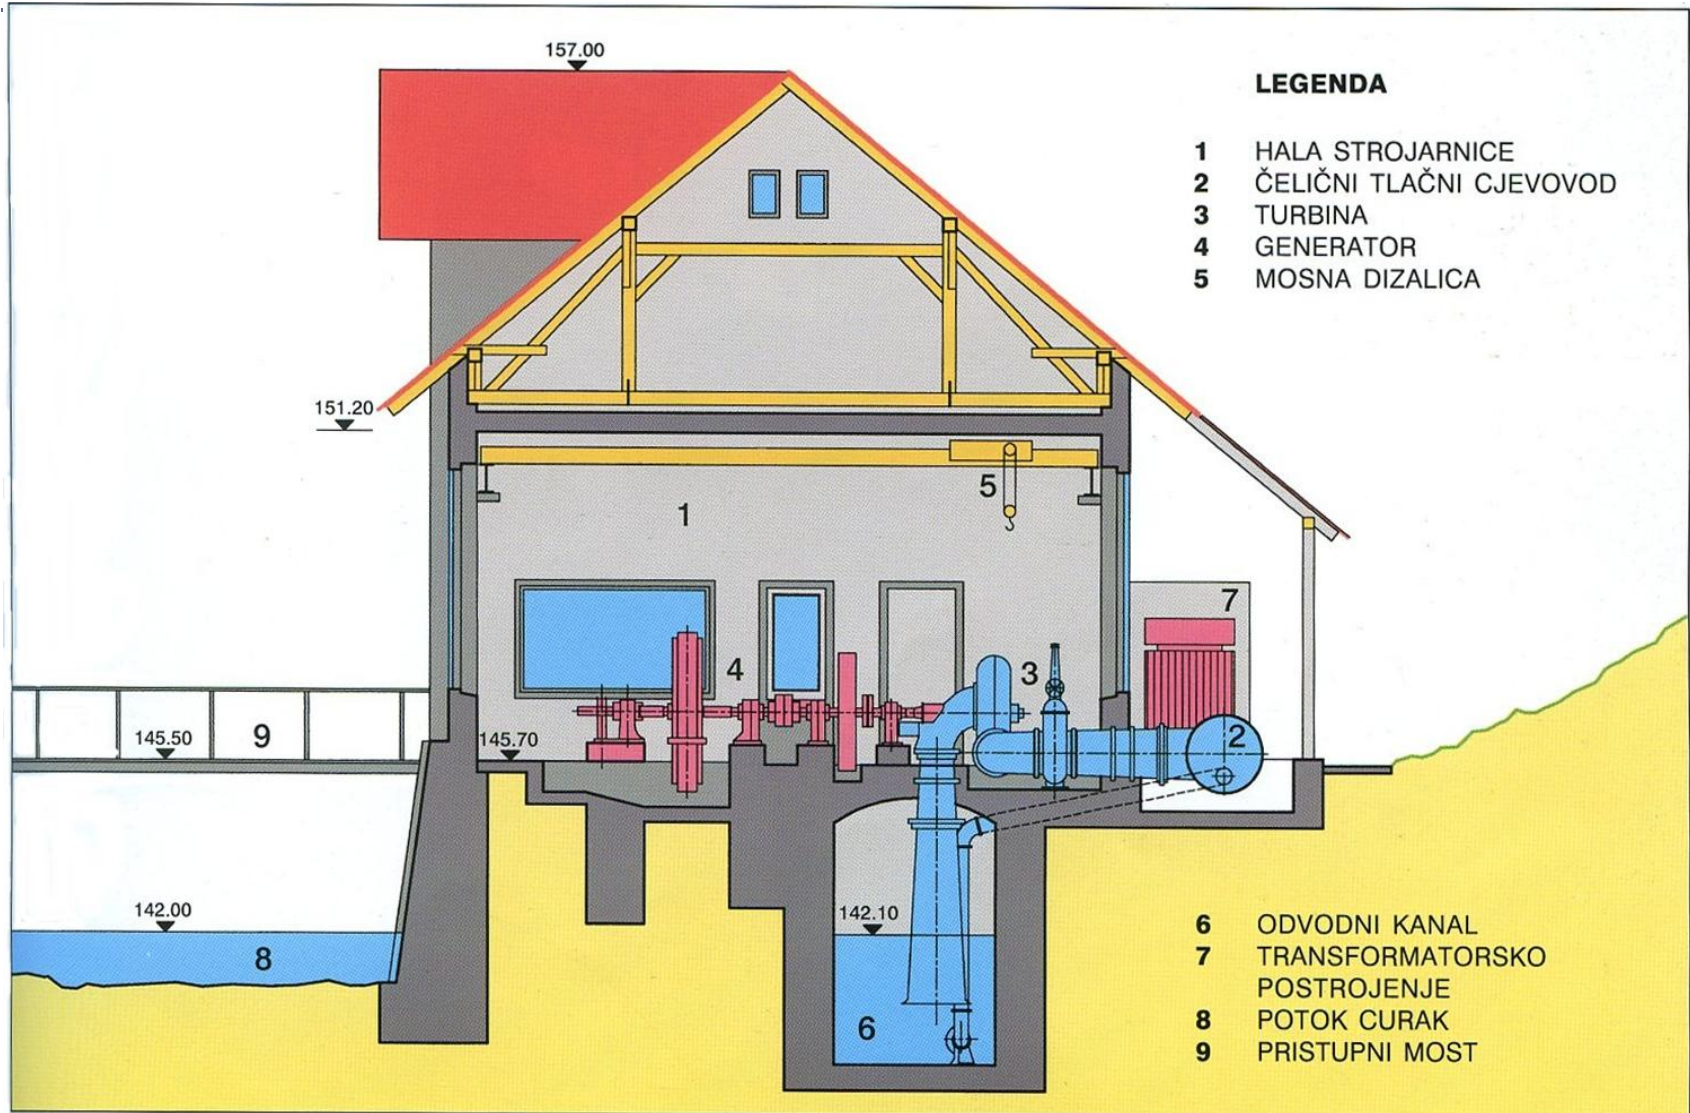 157.00
LEGENDA
1 HALA STROJARNICE
2 ČELIČNI TLAČNI CJEVOVOD
3 TURBINA
4 GENERATOR
5 MOSNA DIZALICA
151.20
5
1
7
4
3
2
145.50
9
145.70
142.00
142.10
8
6
6 ODVODNI KANAL
7 TRANSFORMATORSKO
POSTROJENJE
8 POTOK CURAK
9 PRISTUPNI MOST